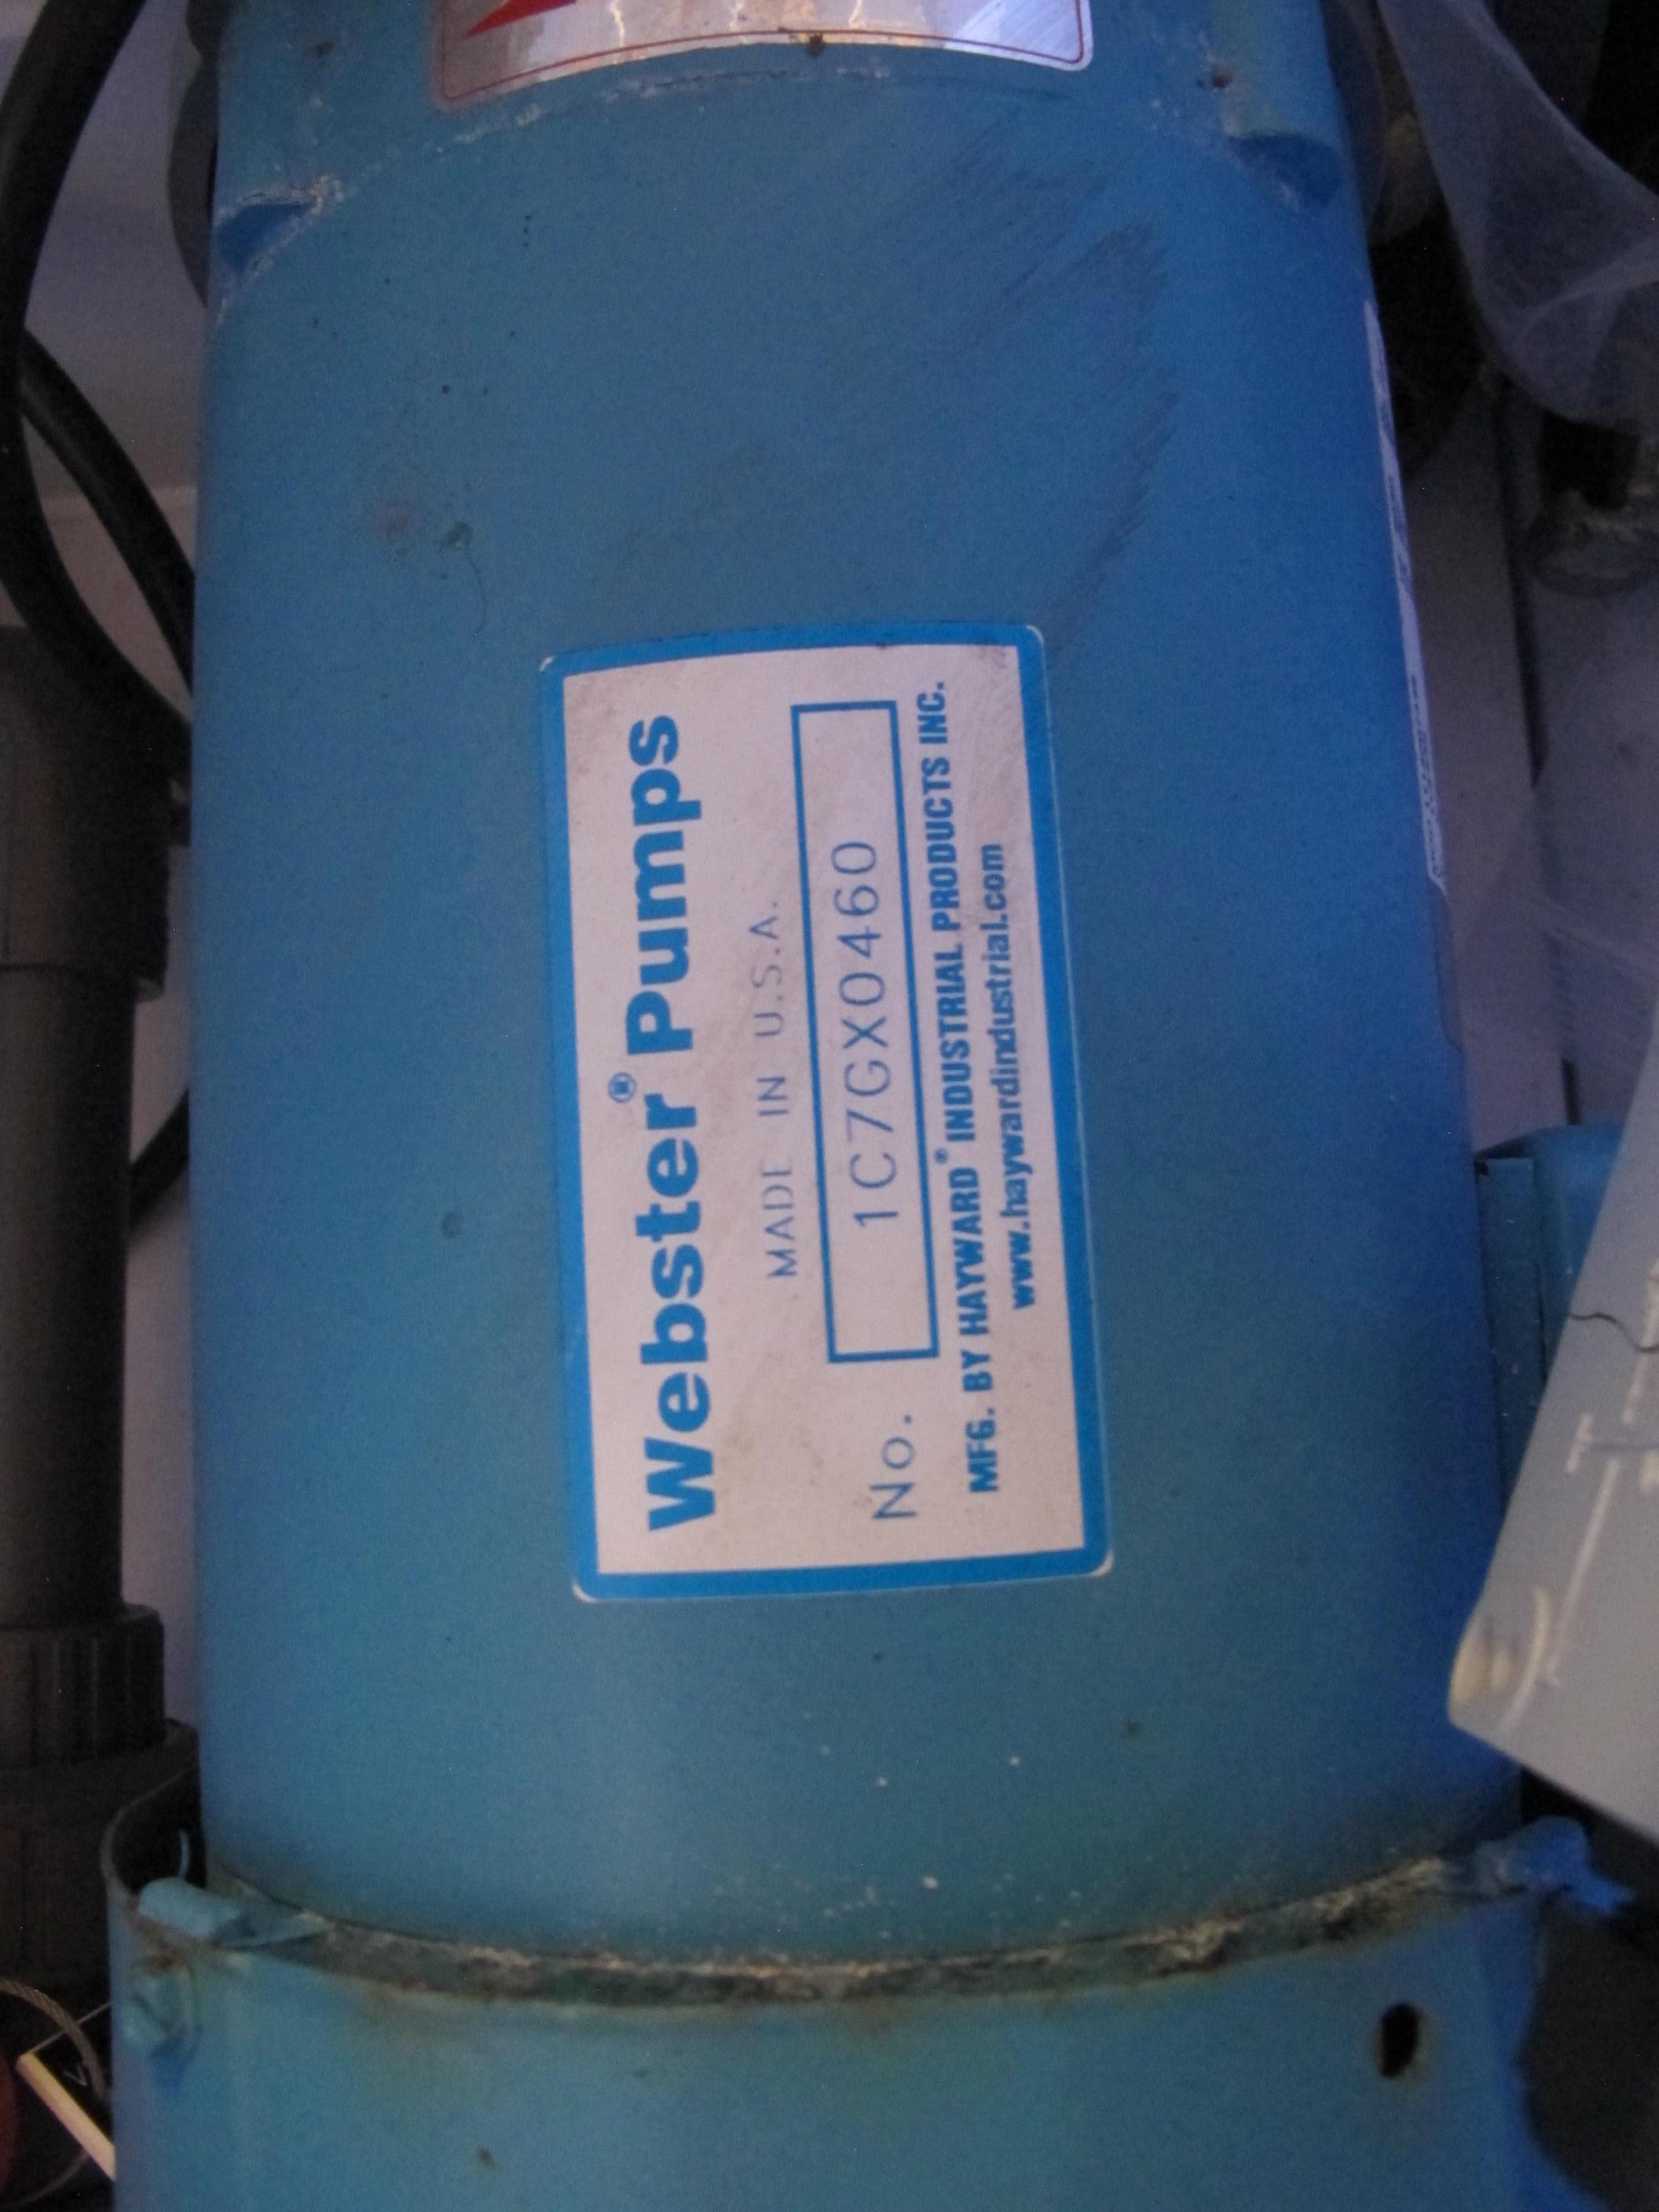 Webster® Pumps
MADE IN U.S.A.
No. 1C7GX0460
MFG. BY HAYWARD® INDUSTRIAL PRODUCTS INC.
www.haywardindustrial.com